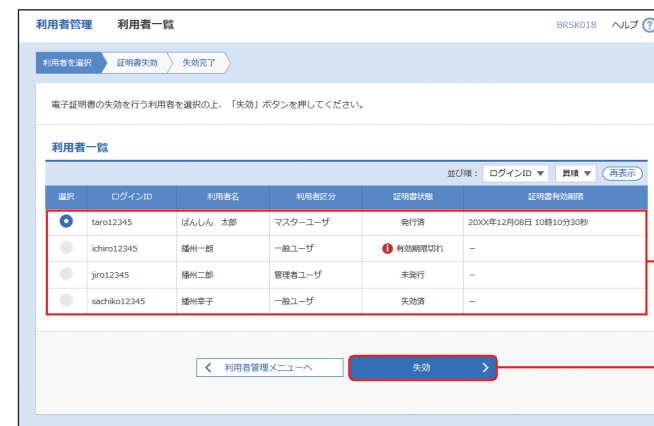 利用者管理 利用者一覧 BRSK018 ヘルプ ?
利用者を選択 証明書失効 失効完了
電子証明書の失効を行う利用者を選択の上、「失効」ボタンを押してください。
利用者一覧
並び順： ログインID ▼ 昇順 ▼ 再表示
選択 ログインID 利用者名 利用者区分 証明書状態 証明書有効期限
taro12345 ばんしん 太郎 マスターユーザ 発行済 20XX年12月08日 10時10分30秒
ichiro12345 播州一朗 一般ユーザ ! 有効期限切れ －
jiro12345 播州二郎 管理者ユーザ 未発行 －
sachiko12345 播州幸子 一般ユーザ 失効済 －
利用者管理メニューへ 失効